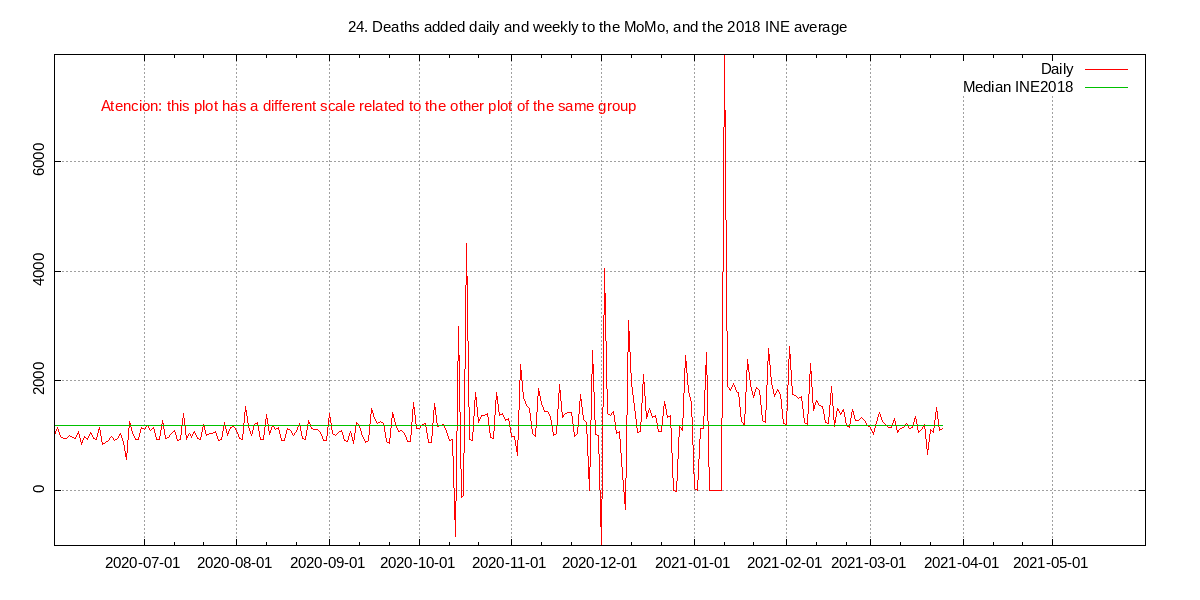 24. Deaths added daily and weekly to the MoMo, and the 2018 INE average
Daily
Median INE2018
Atencion: this plot has a different scale related to the other plot of the same group
6000
4000
2000
0
2020-07-01 2020-08-01 2020-09-01 2020-10-01 2020-11-01 2020-12-01 2021-01-01 2021-02-01 2021-03-01 2021-04-01 2021-05-01